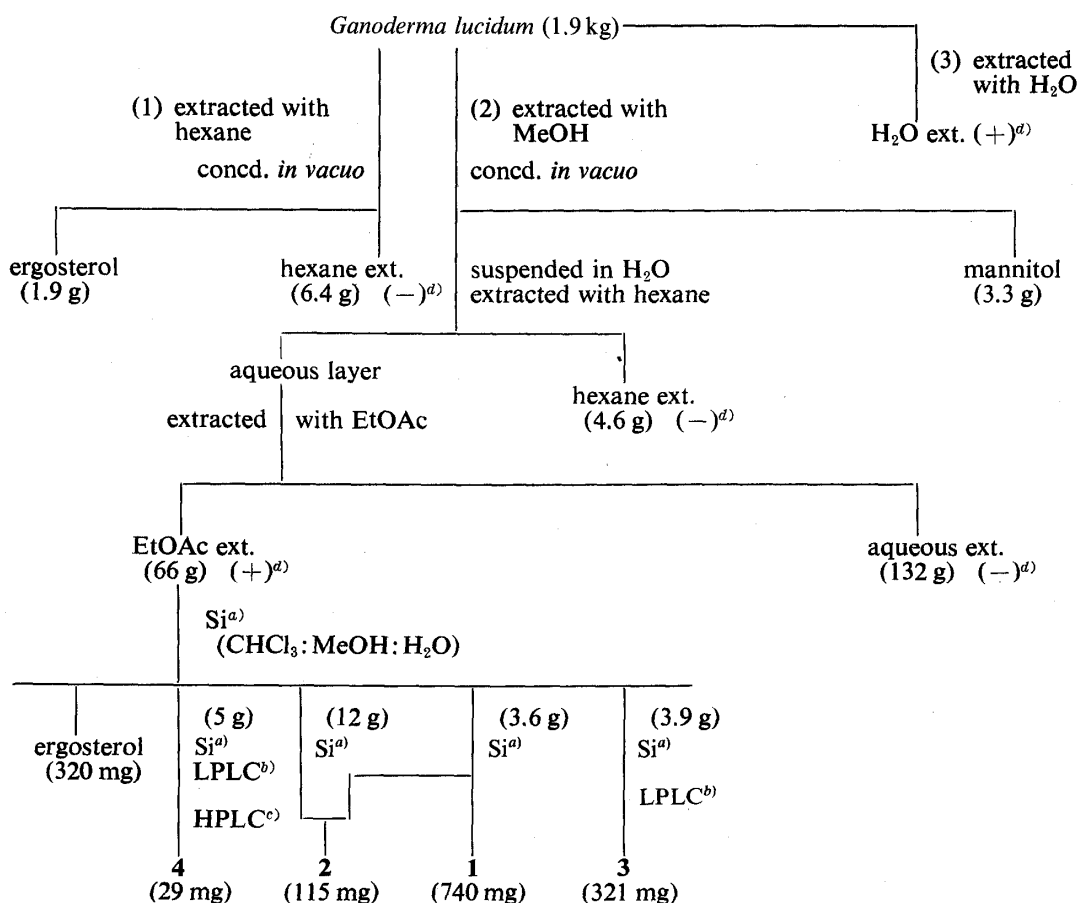 Ganoderma lucidum (1.9 kg)
(1) extracted with
hexane
concd. in vacuo
(2) extracted with
MeOH
concd. in vacuo
(3) extracted
with H₂O
H₂O ext. (+)ᵈ⁾
ergosterol
(1.9 g)
hexane ext.
(6.4 g) (−)ᵈ⁾
suspended in H₂O
extracted with hexane
mannitol
(3.3 g)
aqueous layer
extracted with EtOAc
hexane ext.
(4.6 g) (−)ᵈ⁾
EtOAc ext.
(66 g) (+)ᵈ⁾
aqueous ext.
(132 g) (−)ᵈ⁾
Siᵃ⁾
(CHCl₃:MeOH:H₂O)
ergosterol
(320 mg)
(5 g)
Siᵃ⁾
LPLCᵇ⁾
HPLCᶜ⁾
(12 g)
Siᵃ⁾
(3.6 g)
Siᵃ⁾
(3.9 g)
Siᵃ⁾
LPLCᵇ⁾
4
(29 mg)
2
(115 mg)
1
(740 mg)
3
(321 mg)